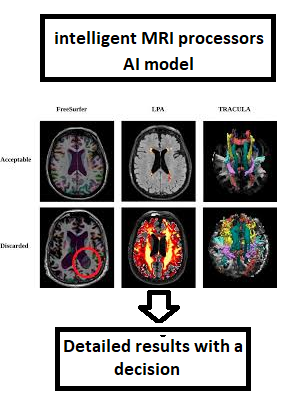 intelligent MRI processors
AI model
FreeSurfer LPA TRACULA
Acceptable
Discarded
Detailed results with a
decision